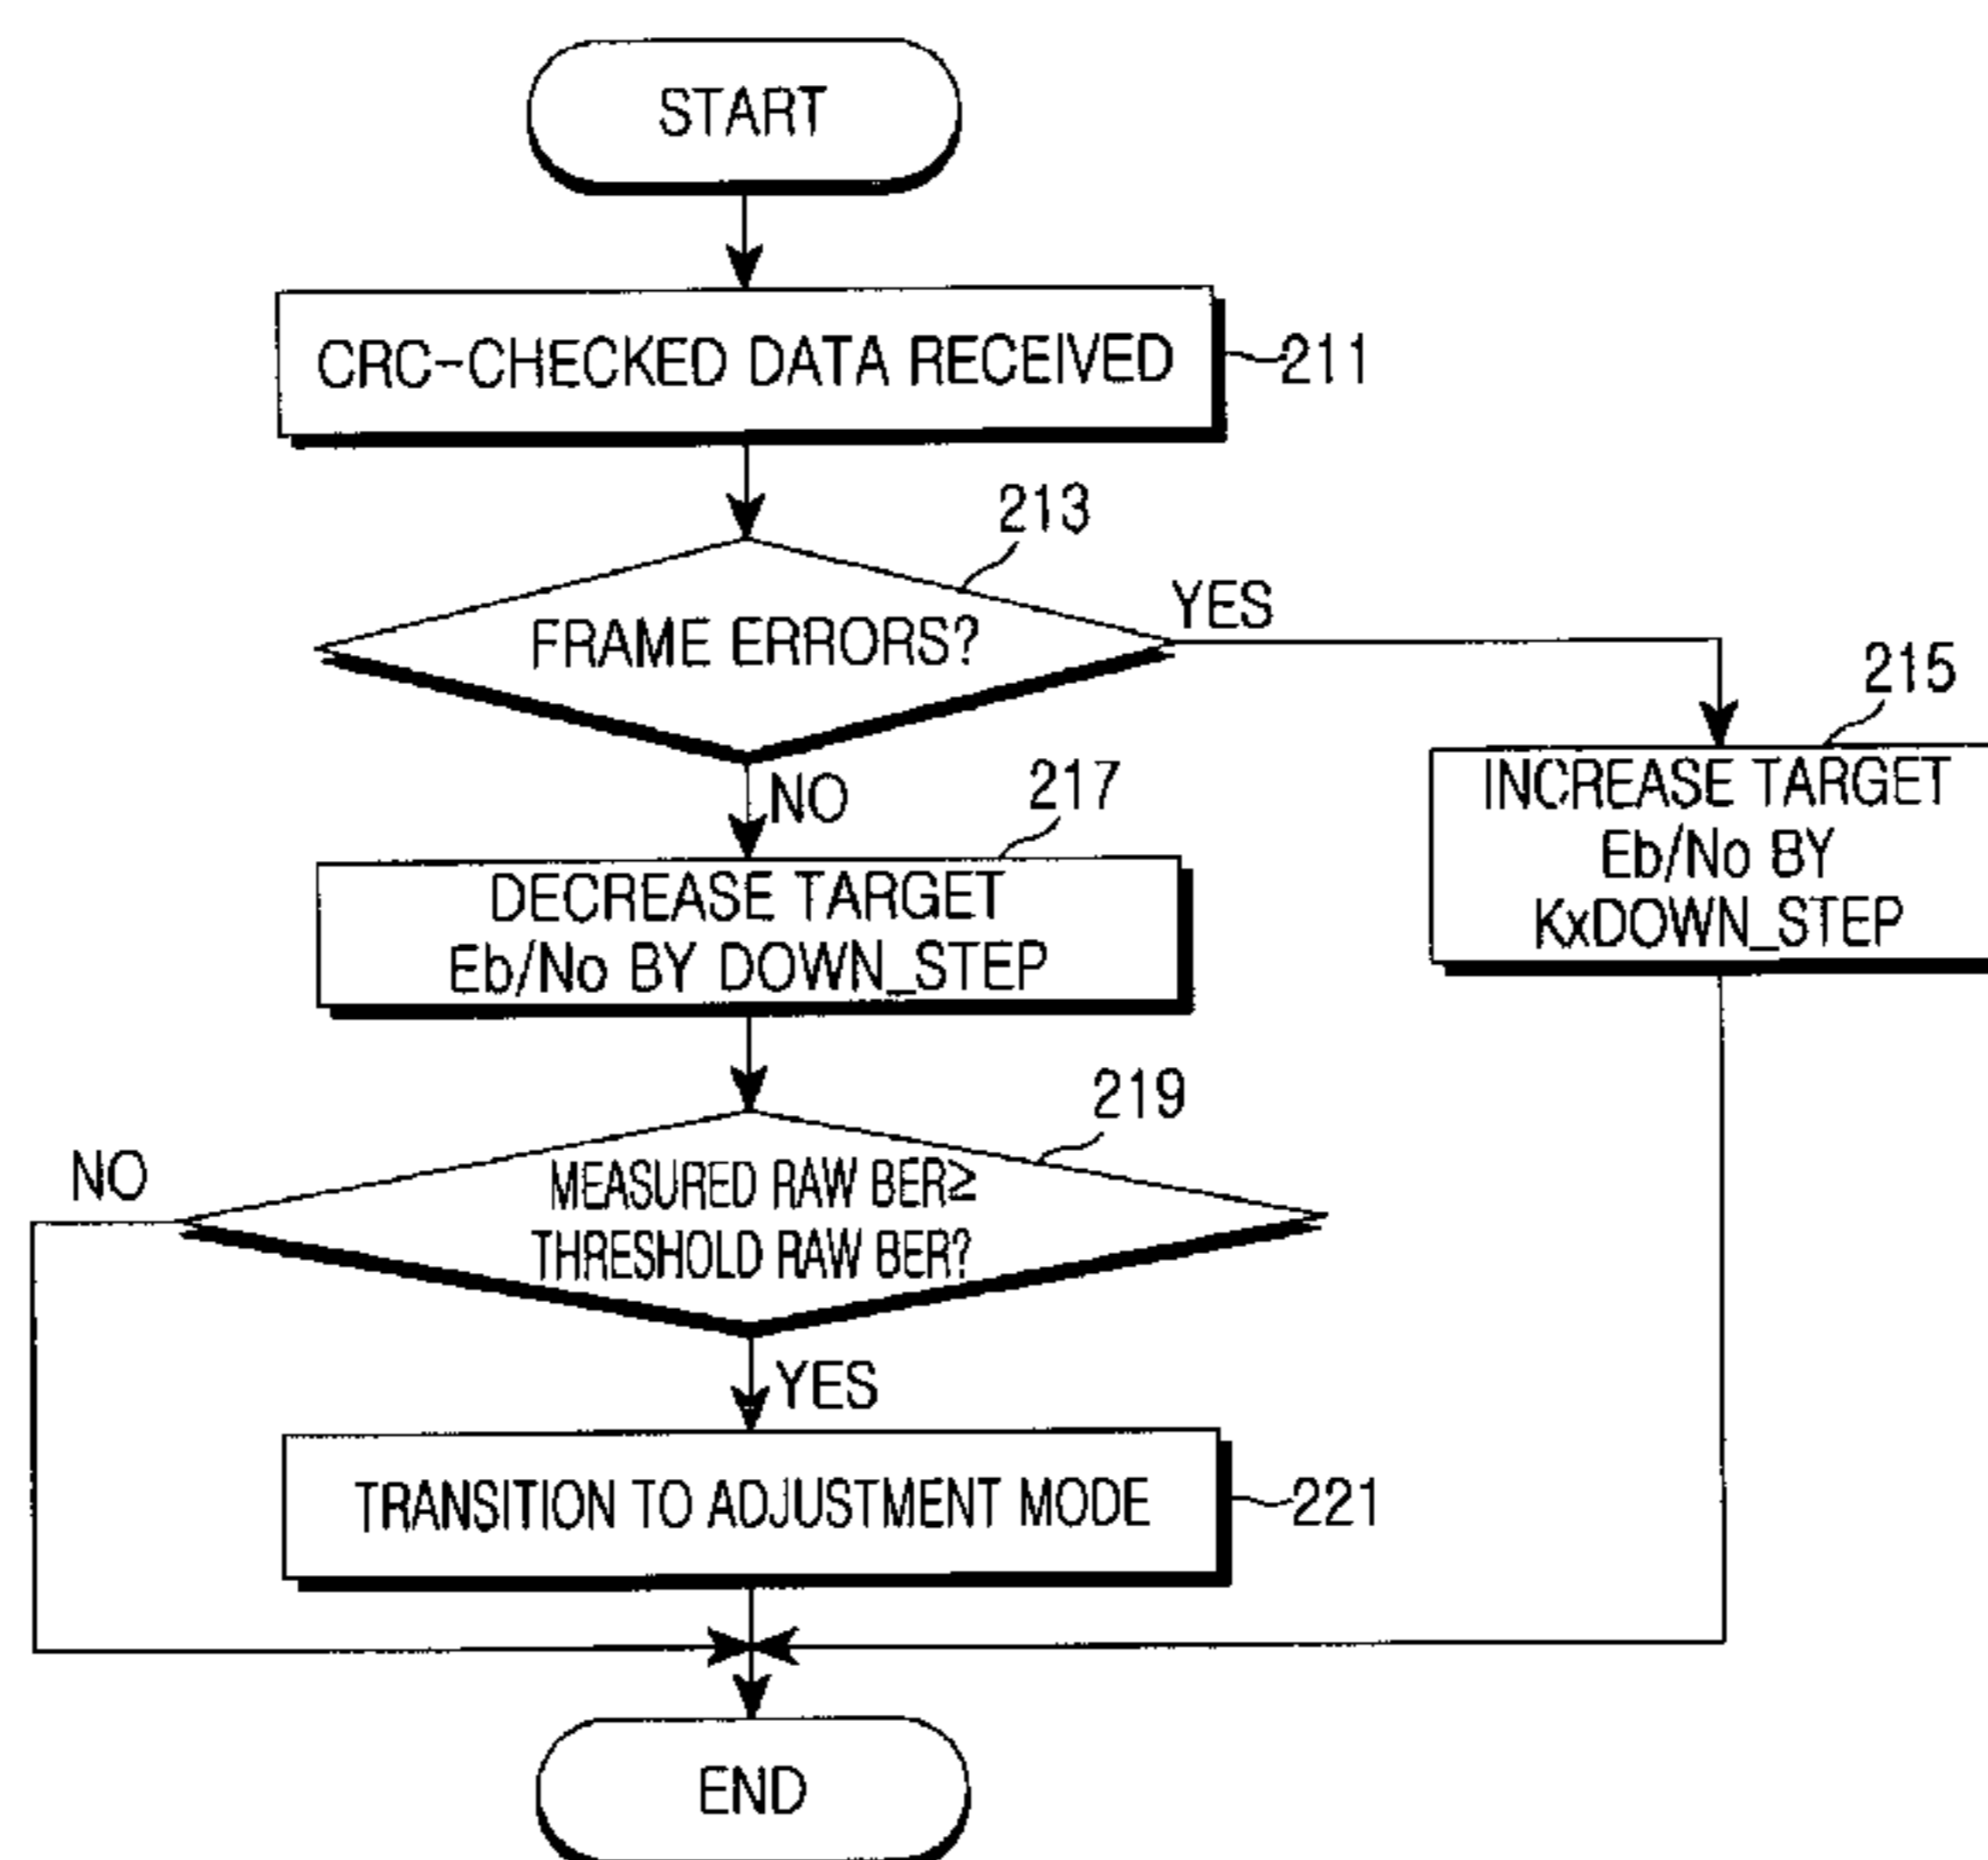 START
CRC-CHECKED DATA RECEIVED
211
213
FRAME ERRORS?
YES
215
INCREASE TARGET
Eb/No BY
KxDOWN_STEP
NO
217
DECREASE TARGET
Eb/No BY DOWN_STEP
219
NO
MEASURED RAW BER≥
THRESHOLD RAW BER?
YES
TRANSITION TO ADJUSTMENT MODE
221
END